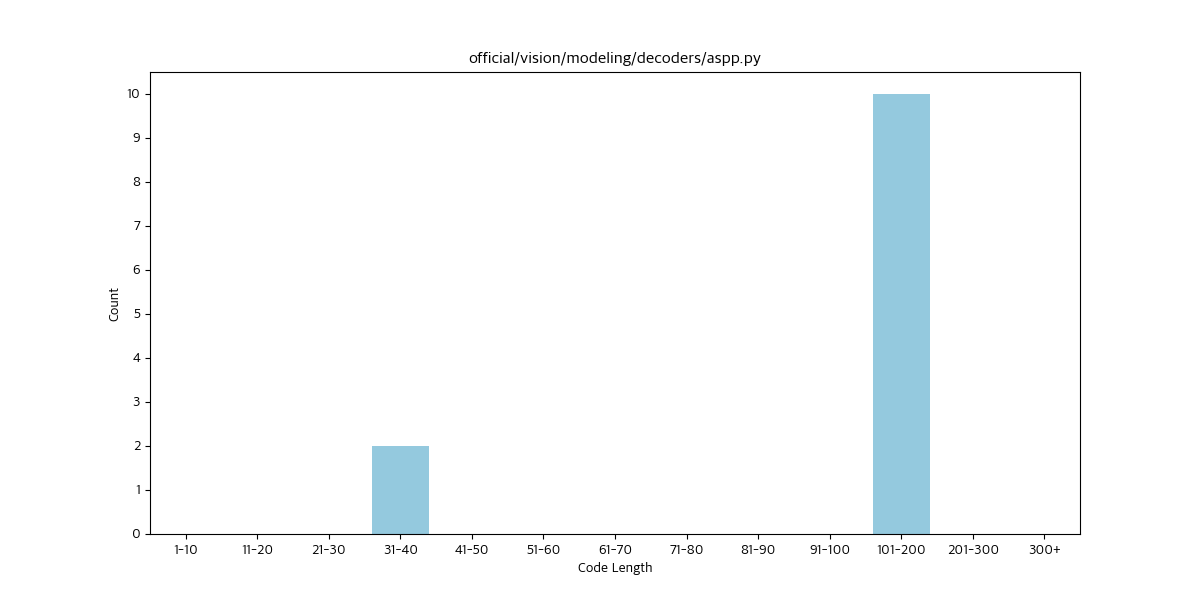 official/vision/modeling/decoders/aspp.py
10
9
8
7
6
5
4
3
2
1
0
Count
1-10 11-20 21-30 31-40 41-50 51-60 61-70 71-80 81-90 91-100 101-200 201-300 300+
Code Length